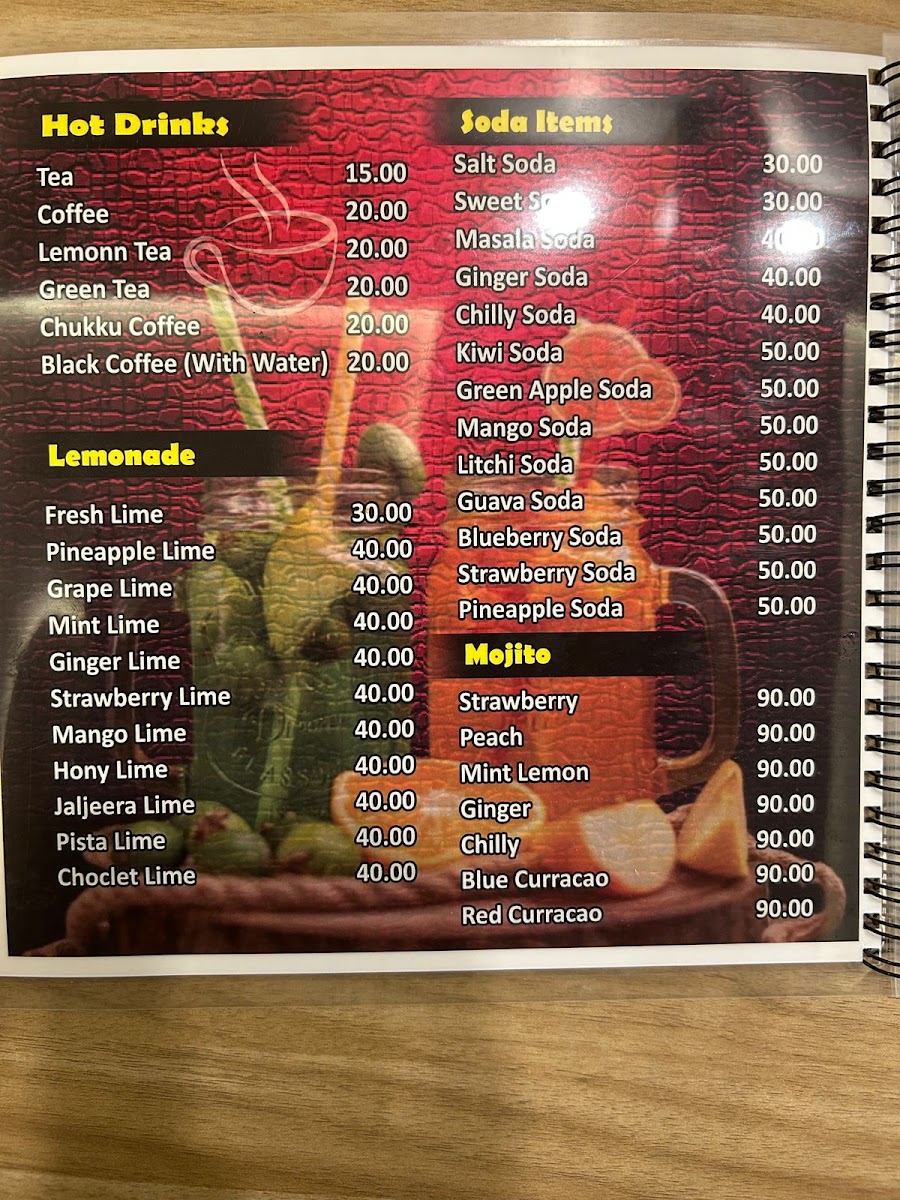 Hot Drinks
Tea 15.00
Coffee 20.00
Lemonn Tea 20.00
Green Tea 20.00
Chukku Coffee 20.00
Black Coffee (With Water) 20.00
Lemonade
Fresh Lime 30.00
Pineapple Lime 40.00
Grape Lime 40.00
Mint Lime 40.00
Ginger Lime 40.00
Strawberry Lime 40.00
Mango Lime 40.00
Hony Lime 40.00
Jaljeera Lime 40.00
Pista Lime 40.00
Choclet Lime 40.00
Soda Items
Salt Soda 30.00
Sweet 30.00
Masala Soda
Ginger Soda 40.00
Chilly Soda 40.00
Kiwi Soda 50.00
Green Apple Soda 50.00
Mango Soda 50.00
Litchi Soda 50.00
Guava Soda 50.00
Blueberry Soda 50.00
Strawberry Soda 50.00
Pineapple Soda 50.00
Mojito
Strawberry 90.00
Peach 90.00
Mint Lemon 90.00
Ginger 90.00
Chilly 90.00
Blue Curracao 90.00
Red Curracao 90.00